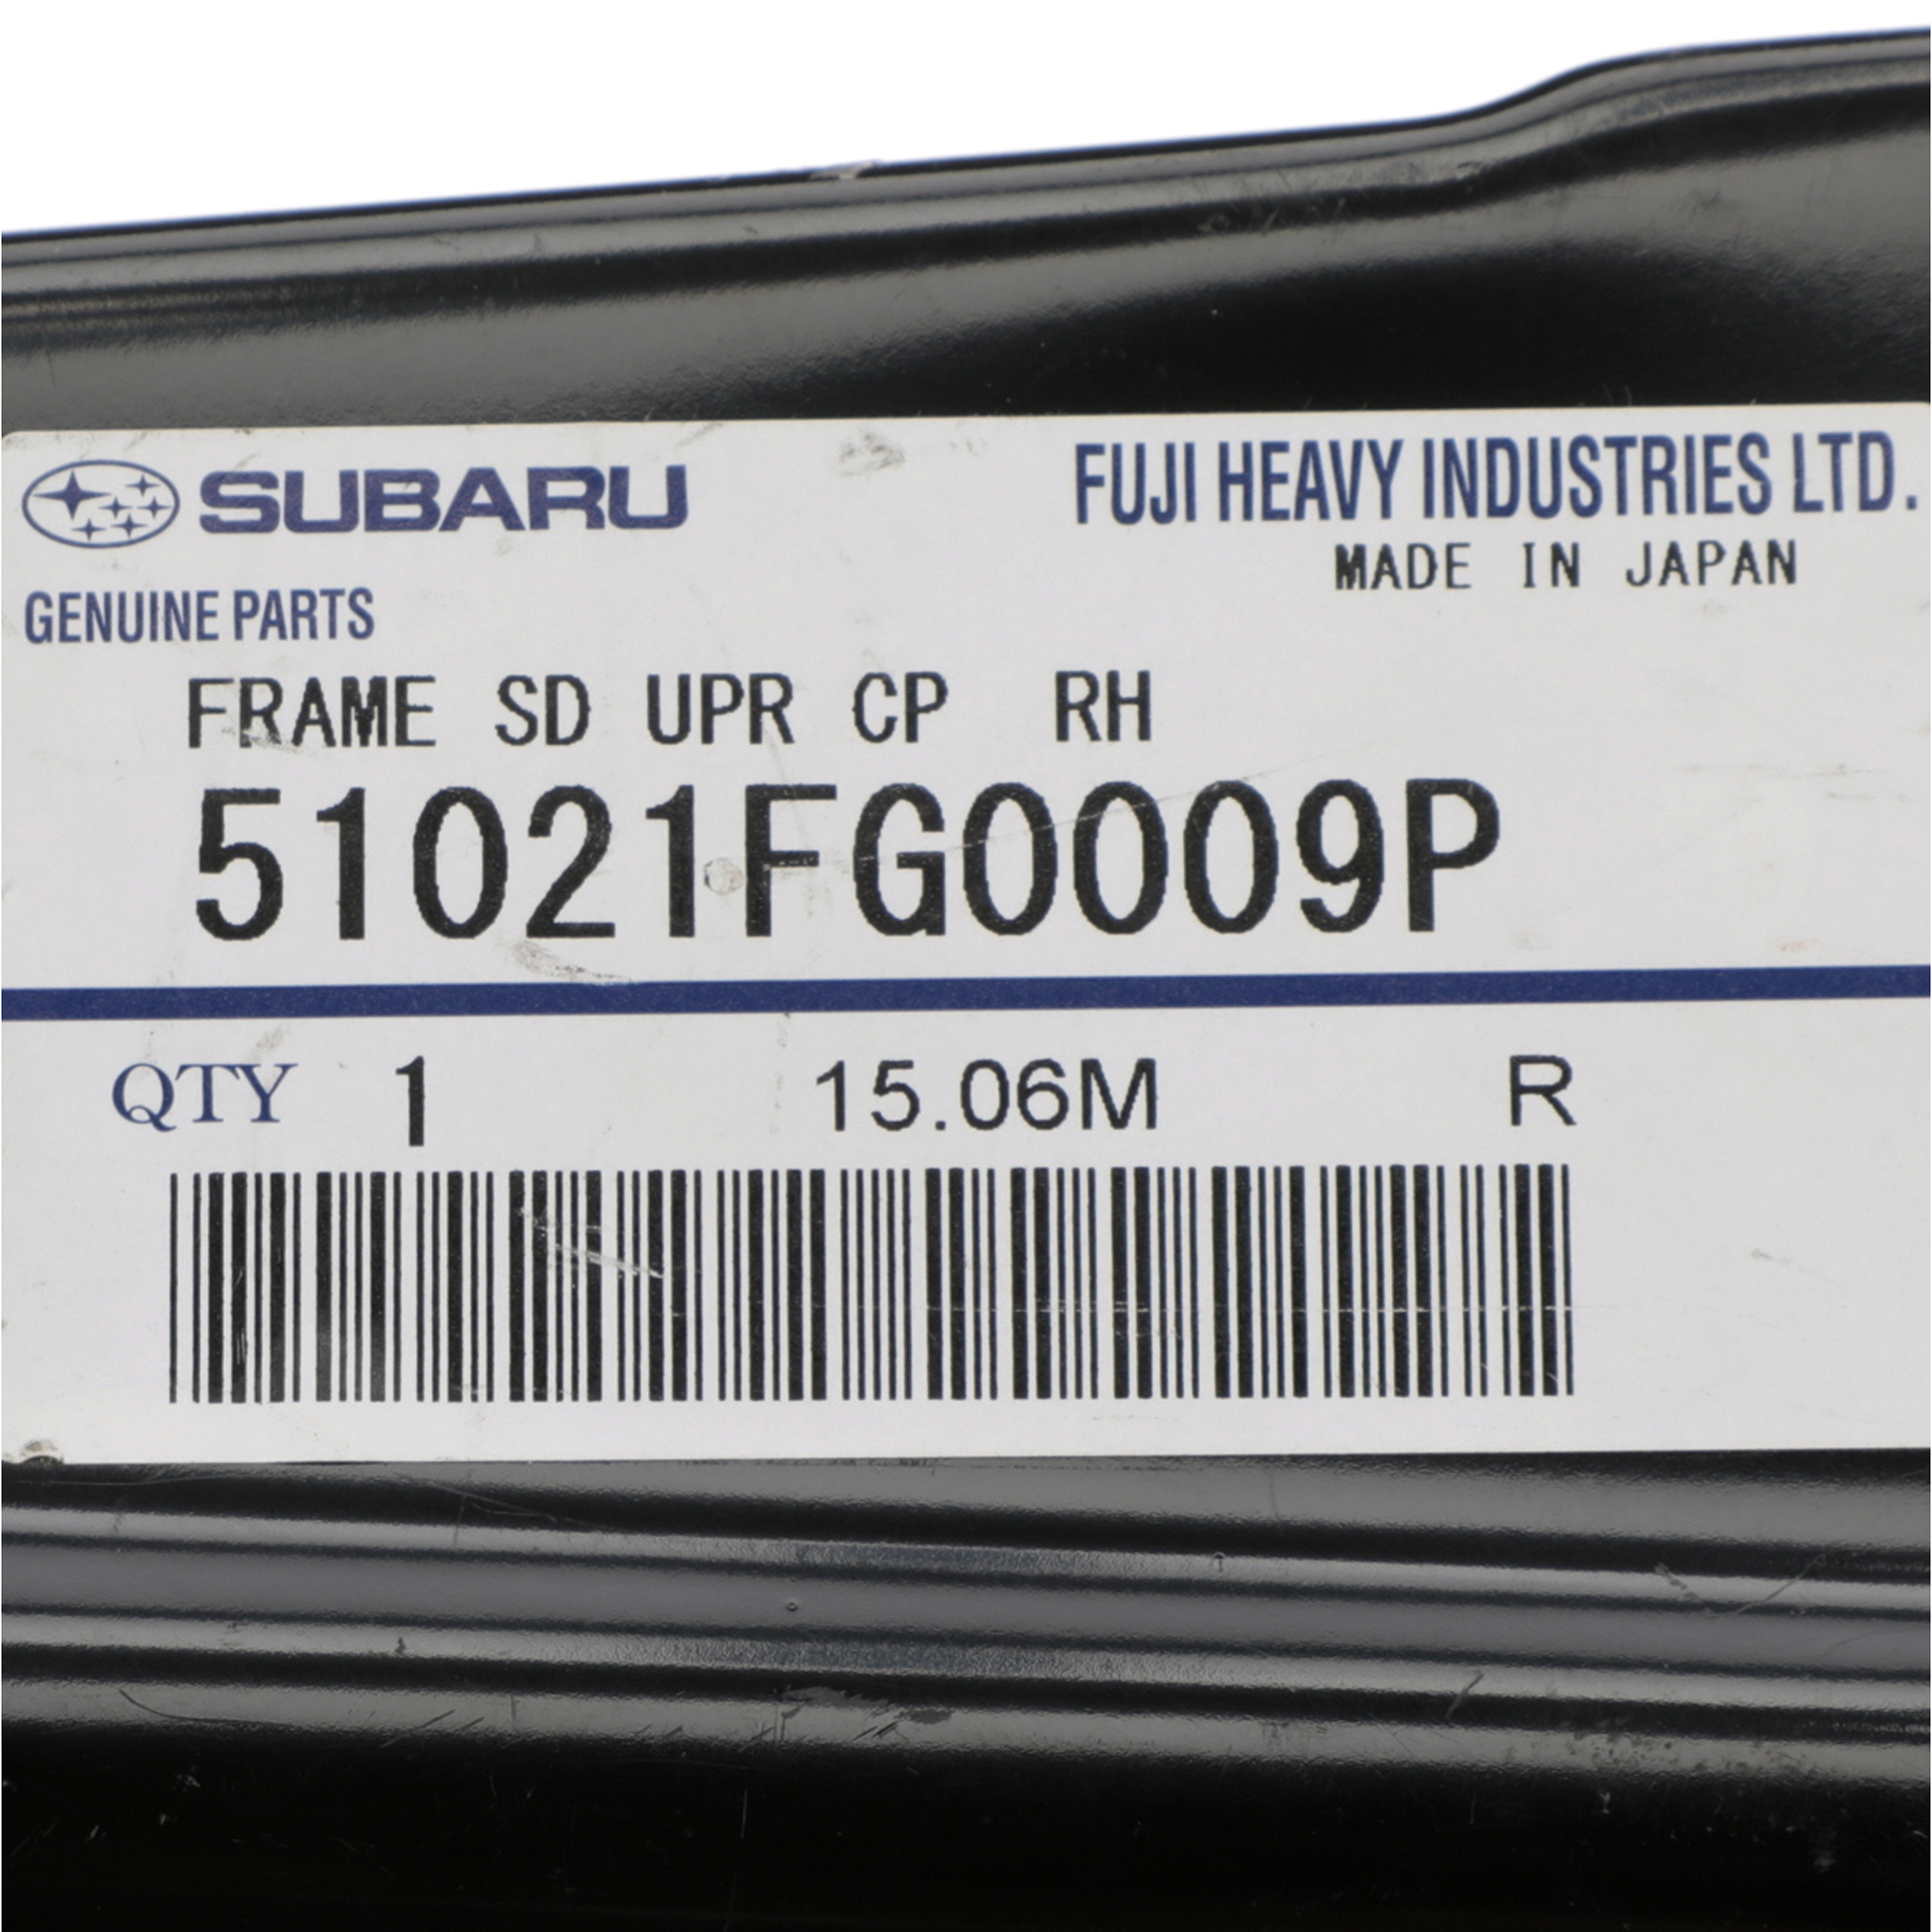 SUBARU
FUJI HEAVY INDUSTRIES LTD.
MADE IN JAPAN
GENUINE PARTS
FRAME SD UPR CP RH
51021FG0009P
QTY 1 15.06M R